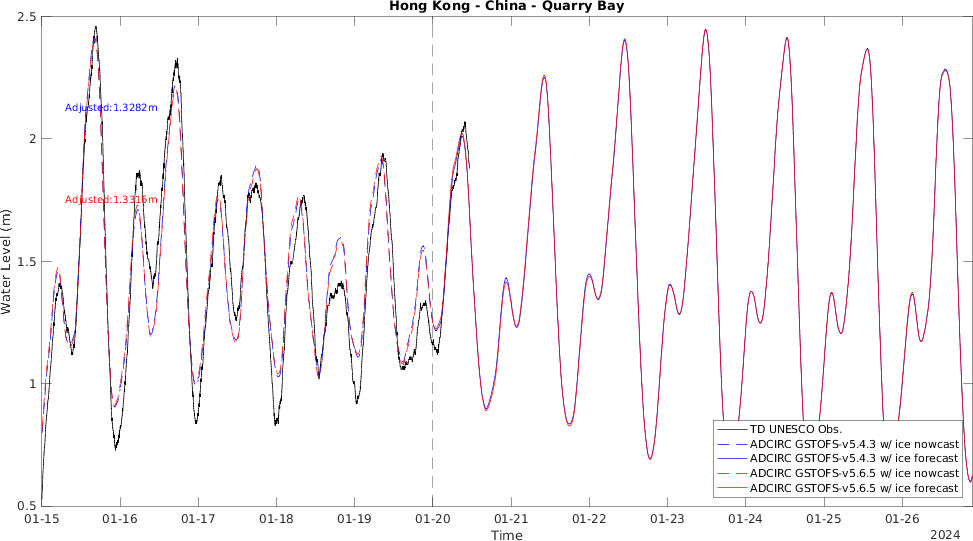 Hong Kong - China - Quarry Bay
2.5
2
1.5
1
0.5
Water Level (m)
Adjusted:1.3282m
Adjusted:1.3316m
TD UNESCO Obs.
ADCIRC GSTOFS-v5.4.3 w/ ice nowcast
ADCIRC GSTOFS-v5.4.3 w/ ice forecast
ADCIRC GSTOFS-v5.6.5 w/ ice nowcast
ADCIRC GSTOFS-v5.6.5 w/ ice forecast
01-15 01-16 01-17 01-18 01-19 01-20 01-21 01-22 01-23 01-24 01-25 01-26
Time
2024